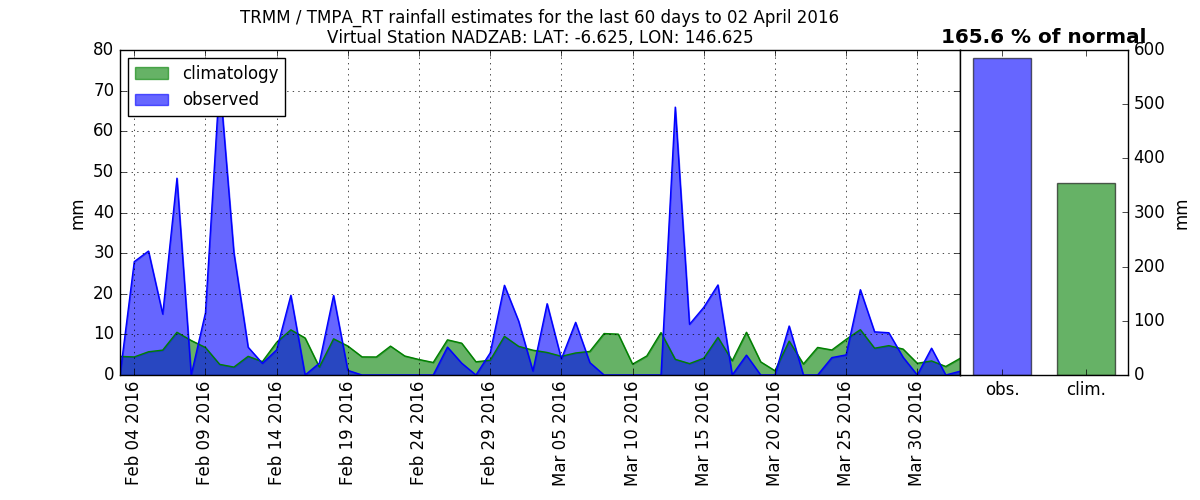 TRMM / TMPA_RT rainfall estimates for the last 60 days to 02 April 2016
Virtual Station NADZAB: LAT: -6.625, LON: 146.625
165.6 % of normal
climatology
observed
mm
80
70
60
50
40
30
20
10
0
Feb 04 2016
Feb 09 2016
Feb 14 2016
Feb 19 2016
Feb 24 2016
Feb 29 2016
Mar 05 2016
Mar 10 2016
Mar 15 2016
Mar 20 2016
Mar 25 2016
Mar 30 2016
obs.
clim.
600
500
400
300
200
100
0
mm